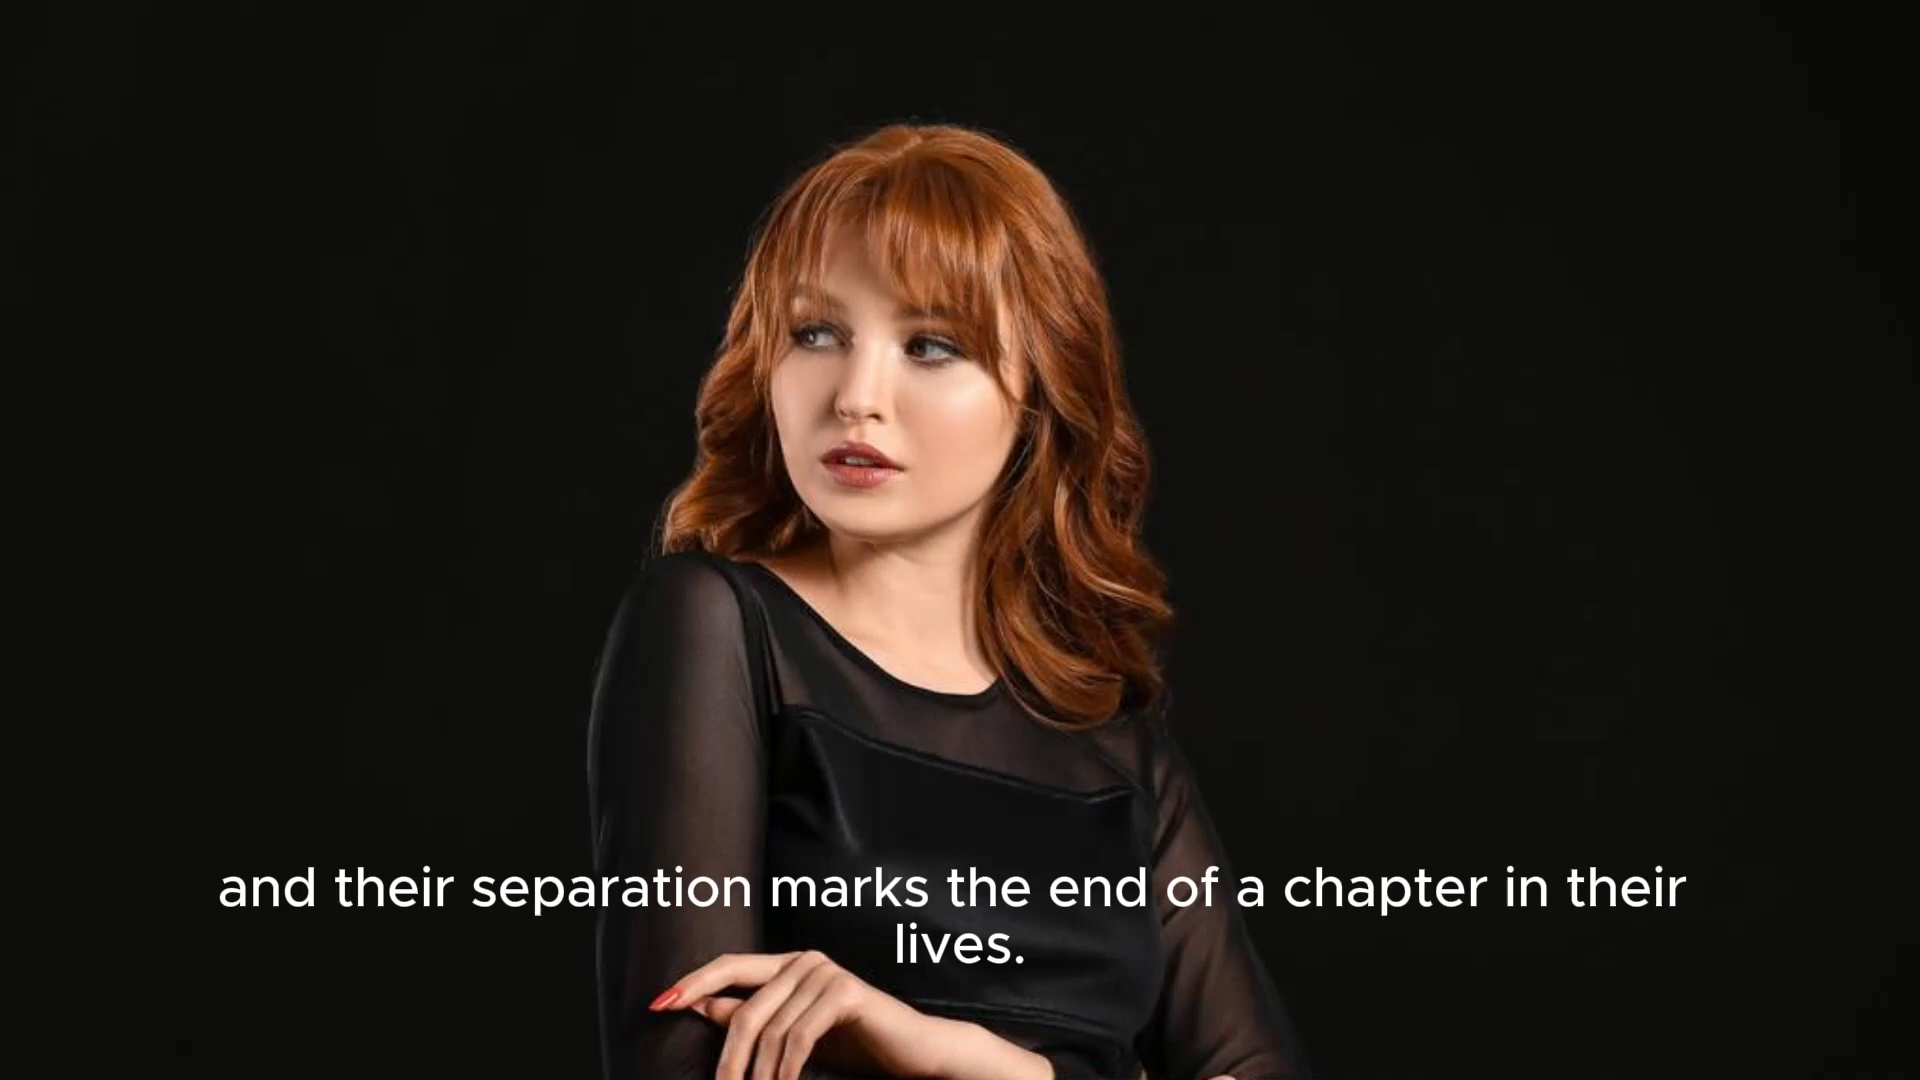 and their separation marks the end of a chapter in their
lives.